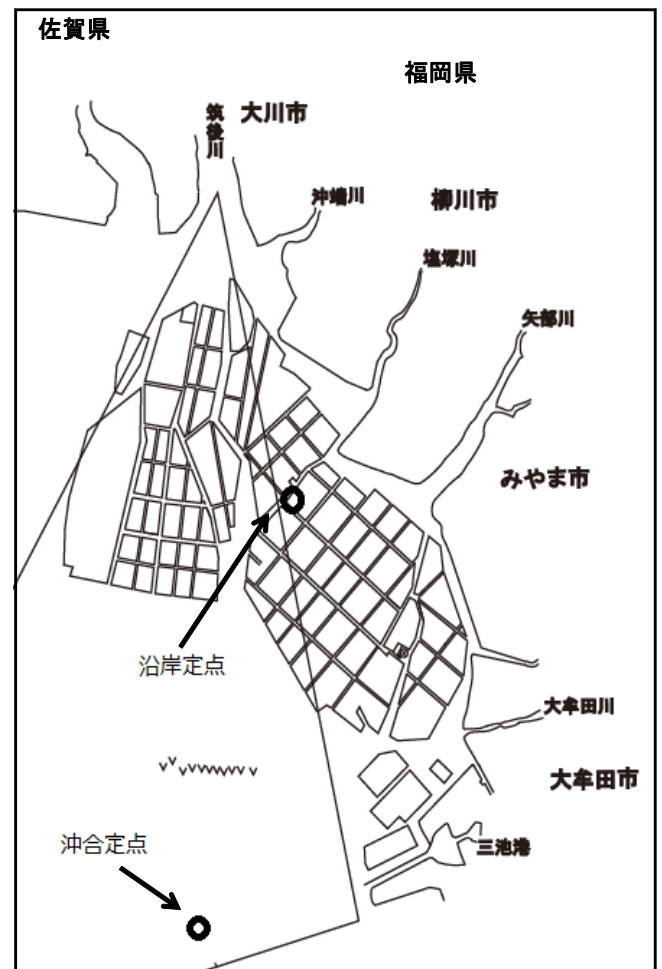 佐賀県
福岡県
大川市
筑後川
沖端川
柳川市
塩塚川
矢部川
みやま市
沿岸定点
大牟田川
大牟田市
沖合定点
三池港